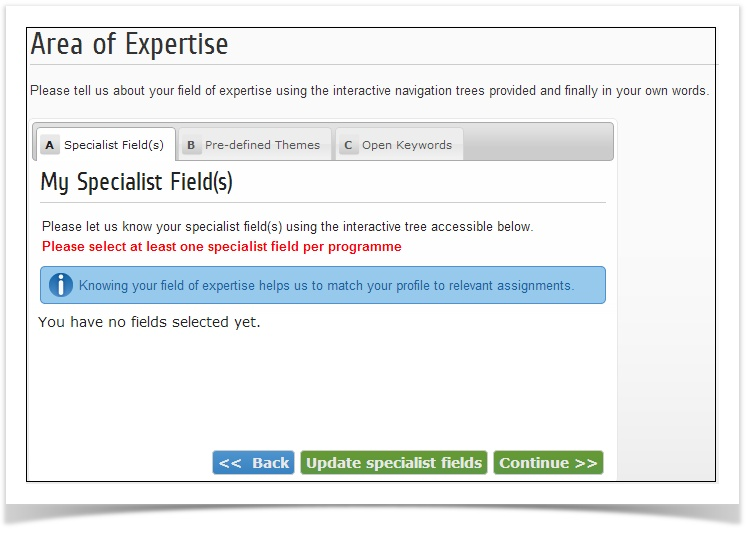 Area of Expertise
Please tell us about your field of expertise using the interactive navigation trees provided and finally in your own words.
A Specialist Field(s) B Pre-defined Themes C Open Keywords
My Specialist Field(s)
Please let us know your specialist field(s) using the interactive tree accessible below.
Please select at least one specialist field per programme
i Knowing your field of expertise helps us to match your profile to relevant assignments.
You have no fields selected yet.
<< Back Update specialist fields Continue >>